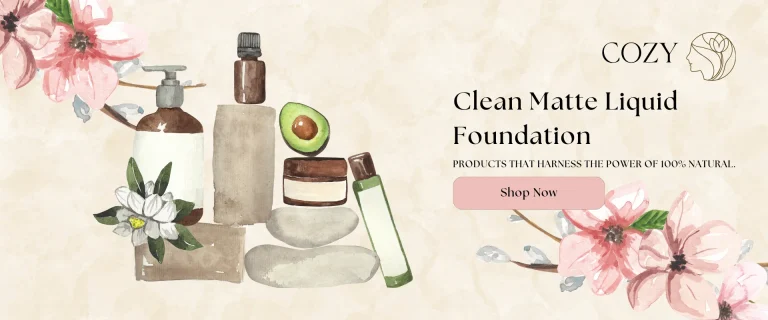 COZY
Clean Matte Liquid
Foundation
PRODUCTS THAT HARNESS THE POWER OF 100% NATURAL.
Shop Now